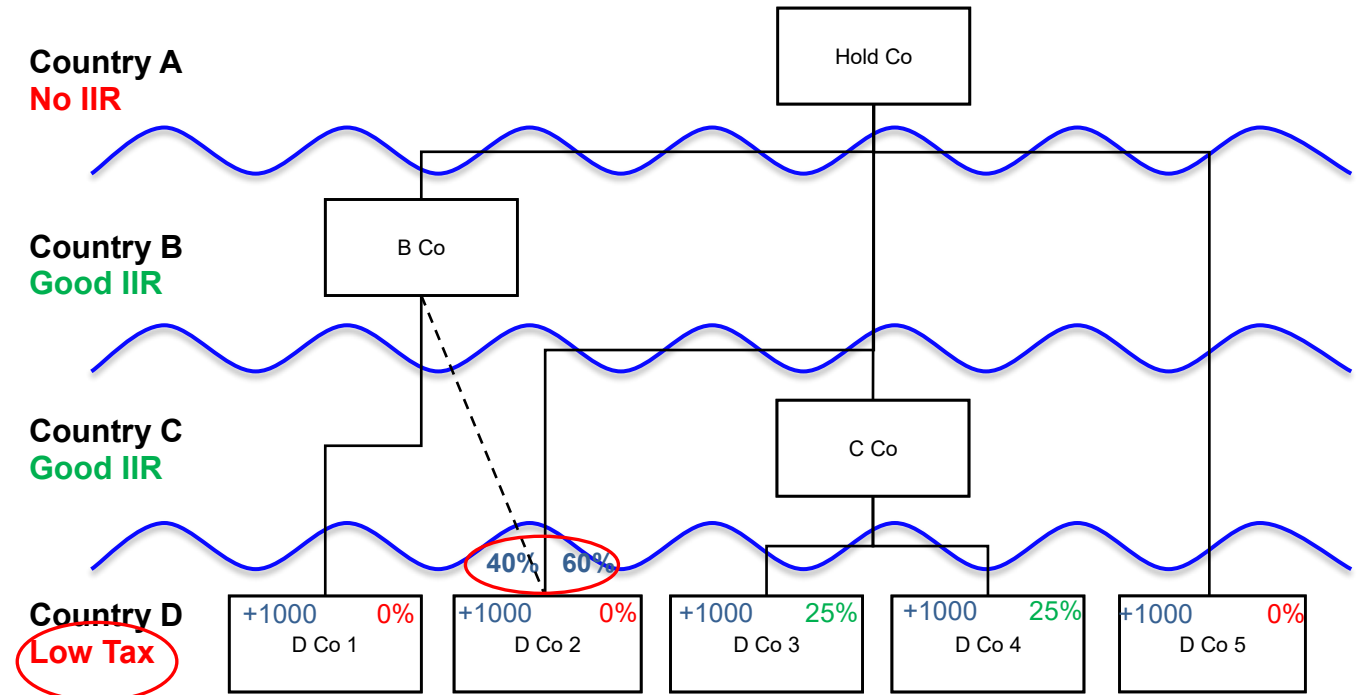 Hold Co
Country A
No IIR
Country B
Good IIR
B Co
Country C
Good IIR
C Co
40% 60%
Country D
Low Tax
+1000 0%
D Co 1
+1000 0%
D Co 2
+1000 25%
D Co 3
+1000 25%
D Co 4
+1000 0%
D Co 5